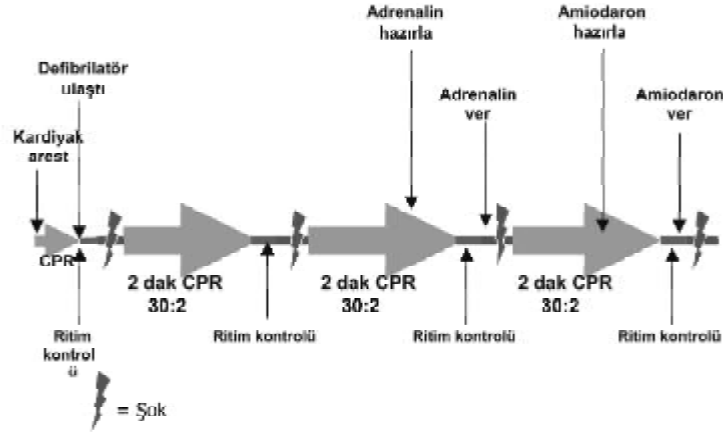 Adrenalin
hazırla
Amiodaron
hazırla
Defibrilatör
ulaştı
Adrenalin
ver
Amiodaron
ver
Kardiyak
arest
CPR
2 dak CPR
30:2
2 dak CPR
30:2
2 dak CPR
30:2
Ritim
kontrol
ü
Ritim kontrolü
Ritim kontrolü
Ritim kontrolü
= Şok